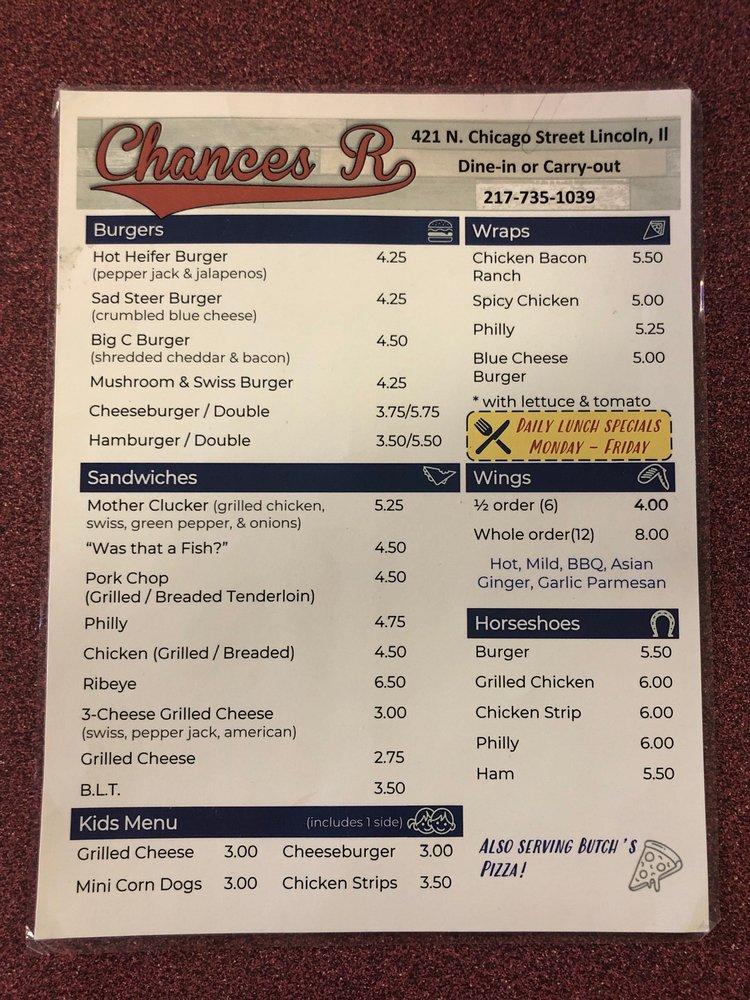 Chances R
421 N. Chicago Street Lincoln, Il
Dine-in or Carry-out
217-735-1039
Burgers
Hot Heifer Burger 4.25
(pepper jack & jalapenos)
Sad Steer Burger 4.25
(crumbled blue cheese)
Big C Burger 4.50
(shredded cheddar & bacon)
Mushroom & Swiss Burger 4.25
Cheeseburger / Double 3.75/5.75
Hamburger / Double 3.50/5.50
Sandwiches
Mother Clucker (grilled chicken, 5.25
swiss, green pepper, & onions)
“Was that a Fish?” 4.50
Pork Chop 4.50
(Grilled / Breaded Tenderloin)
Philly 4.75
Chicken (Grilled / Breaded) 4.50
Ribeye 6.50
3-Cheese Grilled Cheese 3.00
(swiss, pepper jack, american)
Grilled Cheese 2.75
B.L.T. 3.50
Kids Menu (includes 1 side)
Grilled Cheese 3.00 Cheeseburger 3.00
Mini Corn Dogs 3.00 Chicken Strips 3.50
Wraps
Chicken Bacon 5.50
Ranch
Spicy Chicken 5.00
Philly 5.25
Blue Cheese 5.00
Burger
* with lettuce & tomato
DAILY LUNCH SPECIALS
MONDAY – FRIDAY
Wings
½ order (6) 4.00
Whole order(12) 8.00
Hot, Mild, BBQ, Asian
Ginger, Garlic Parmesan
Horseshoes
Burger 5.50
Grilled Chicken 6.00
Chicken Strip 6.00
Philly 6.00
Ham 5.50
ALSO SERVING BUTCH'S
PIZZA!